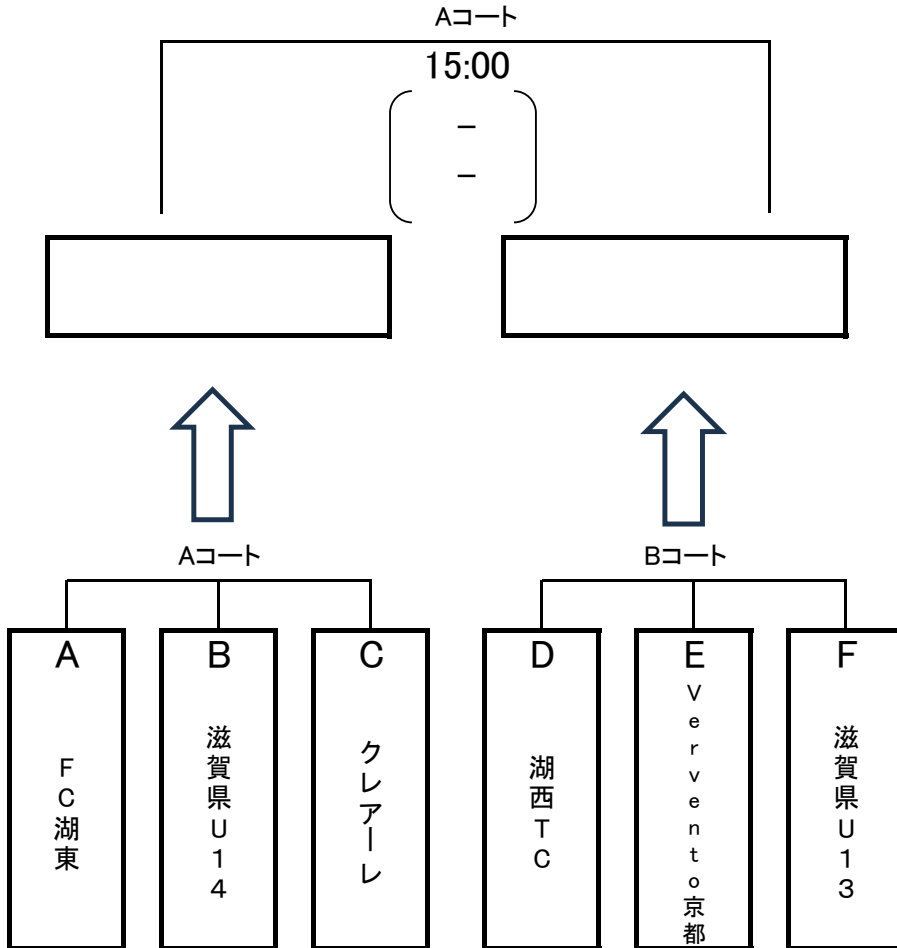 Aコート
15:00
－
－
Aコート
Bコート
A
FC湖東
B
滋賀県U14
C
クレアーレ
D
湖西TC
E
Vervento京都
F
滋賀県U13